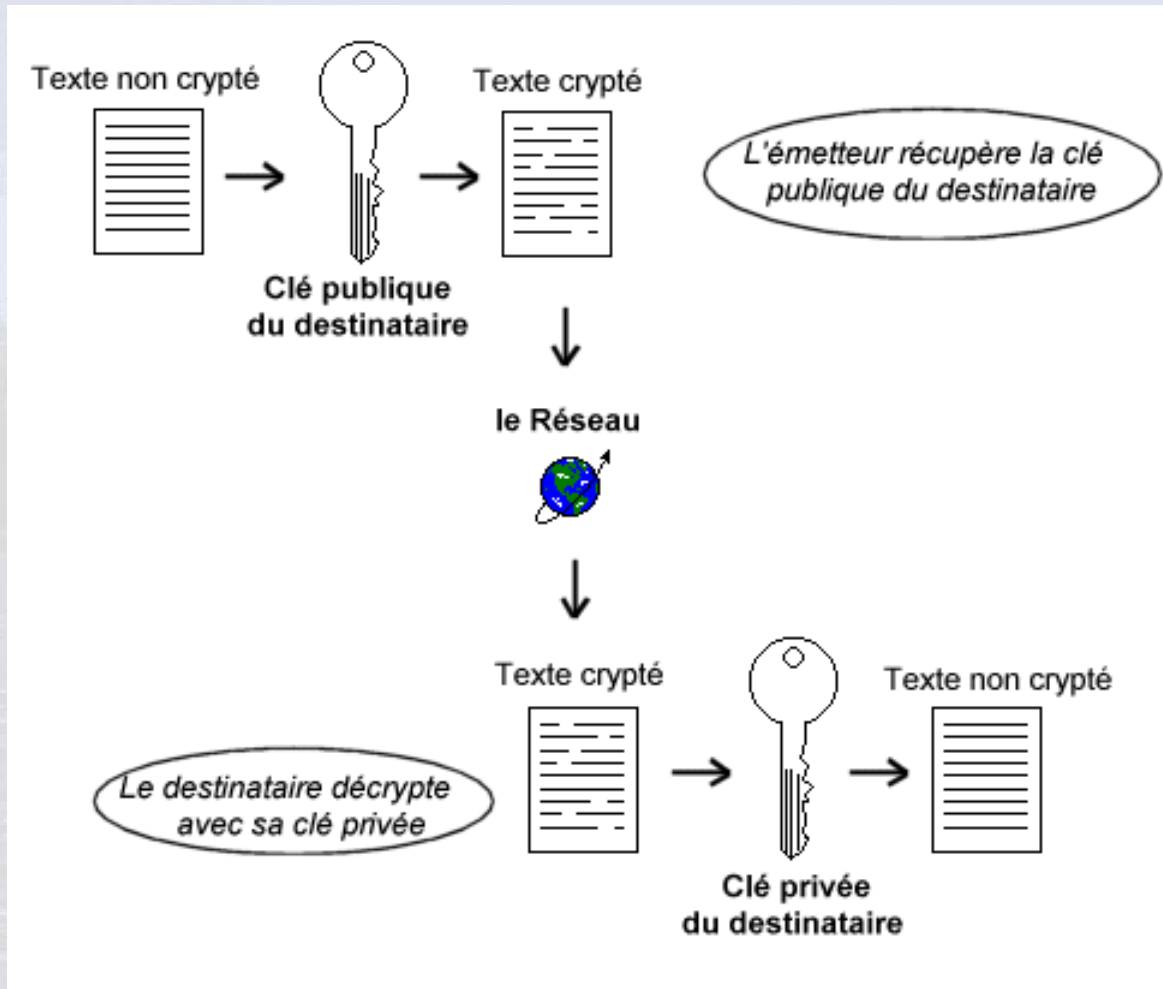 Texte non crypté
Texte crypté
L'émetteur récupère la clé
publique du destinataire
Clé publique
du destinataire
le Réseau
Texte crypté
Texte non crypté
Le destinataire décrypte
avec sa clé privée
Clé privée
du destinataire